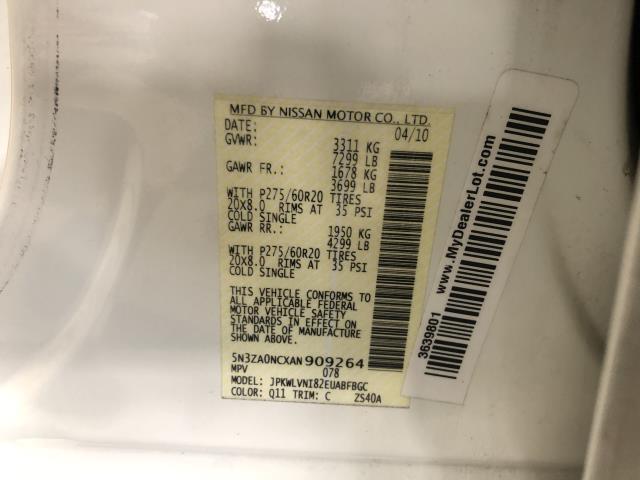 MFD BY NISSAN MOTOR CO., LTD.
DATE: 04/10
GVWR: 3311 KG
7299 LB
GAWR FR.: 1678 KG
3699 LB
WITH P275/60R20 TIRES
20X8.0 RIMS AT 35 PSI
COLD SINGLE
GAWR RR.: 1950 KG
4299 LB
WITH P275/60R20 TIRES
20X8.0 RIMS AT 35 PSI
COLD SINGLE
THIS VEHICLE CONFORMS TO
ALL APPLICABLE FEDERAL
MOTOR VEHICLE SAFETY
STANDARDS IN EFFECT ON
THE DATE OF MANUFACTURE
SHOWN ABOVE.
5N3ZA0NCXAN909264
MPV 078
MODEL: JPKWLVNI82EUABFBGC
COLOR: Q11 TRIM: C ZS40A
www.MyDealerLot.com
3639801